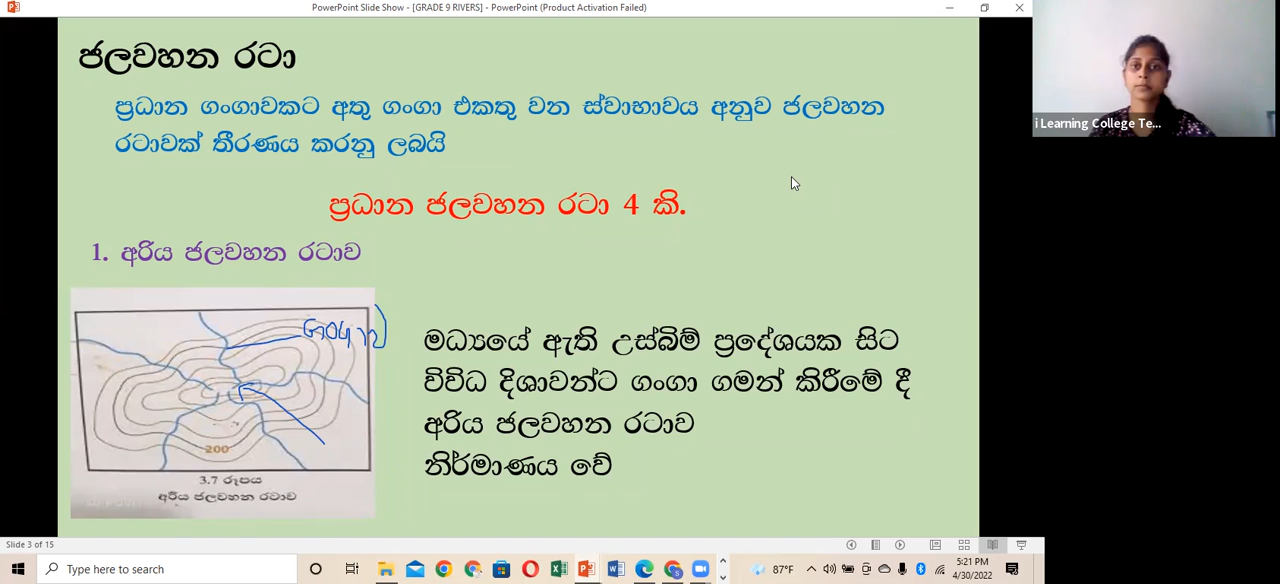 PowerPoint Slide Show - [GRADE 9 RIVERS] - PowerPoint (Product Activation Failed)
ජලවහන රටා
ප්‍රධාන ගංගාවකට අතු ගංගා එකතු වන ස්වාභාවය අනුව ජලවහන
රටාවක් තීරණය කරනු ලබයි
ප්‍රධාන ජලවහන රටා 4 කි.
1. අරිය ජලවහන රටාව
මධ්‍යයේ ඇති උස්බිම් ප්‍රදේශයක සිට
විවිධ දිශාවන්ට ගංගා ගමන් කිරීමේ දී
අරිය ජලවහන රටාව
නිර්මාණය වේ
200
3.7 රූපය
අරීය ජලවහන රටාව
i Learning College Te...
Slide 3 of 15
Type here to search
87°F
5:21 PM
4/30/2022